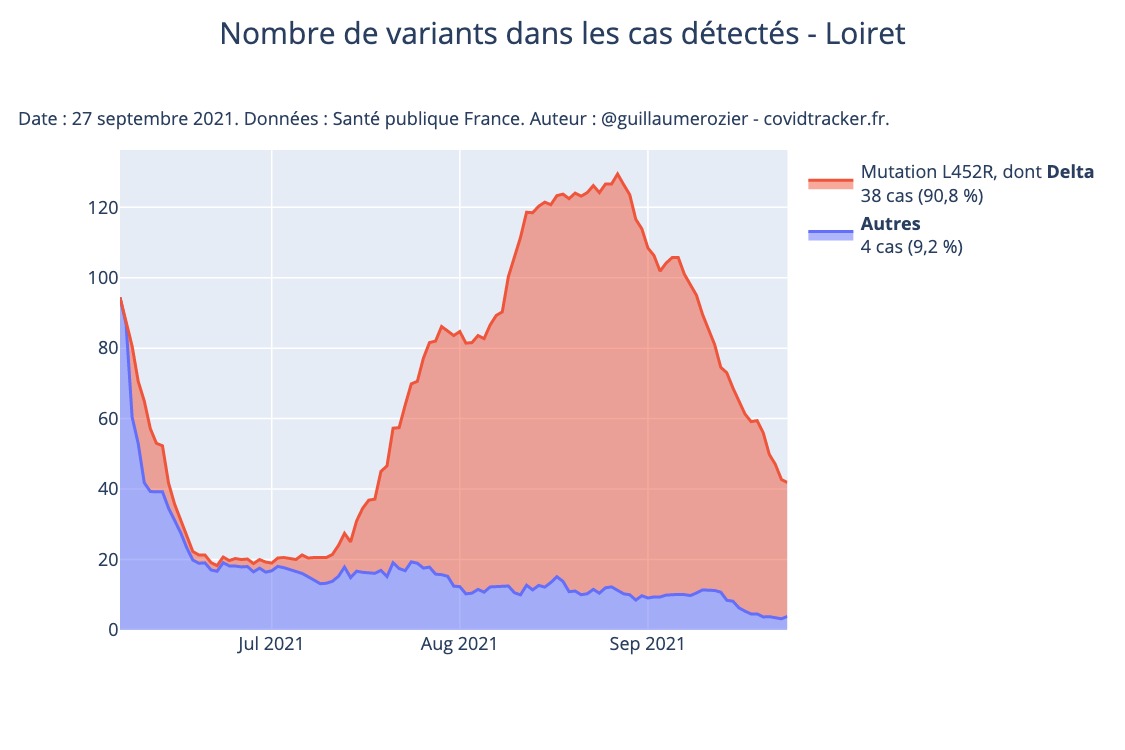 Nombre de variants dans les cas détectés - Loiret
Date : 27 septembre 2021. Données : Santé publique France. Auteur : @guillaumerozier - covidtracker.fr.
Mutation L452R, dont Delta
38 cas (90,8 %)
Autres
4 cas (9,2 %)
120
100
80
60
40
20
0
Jul 2021
Aug 2021
Sep 2021